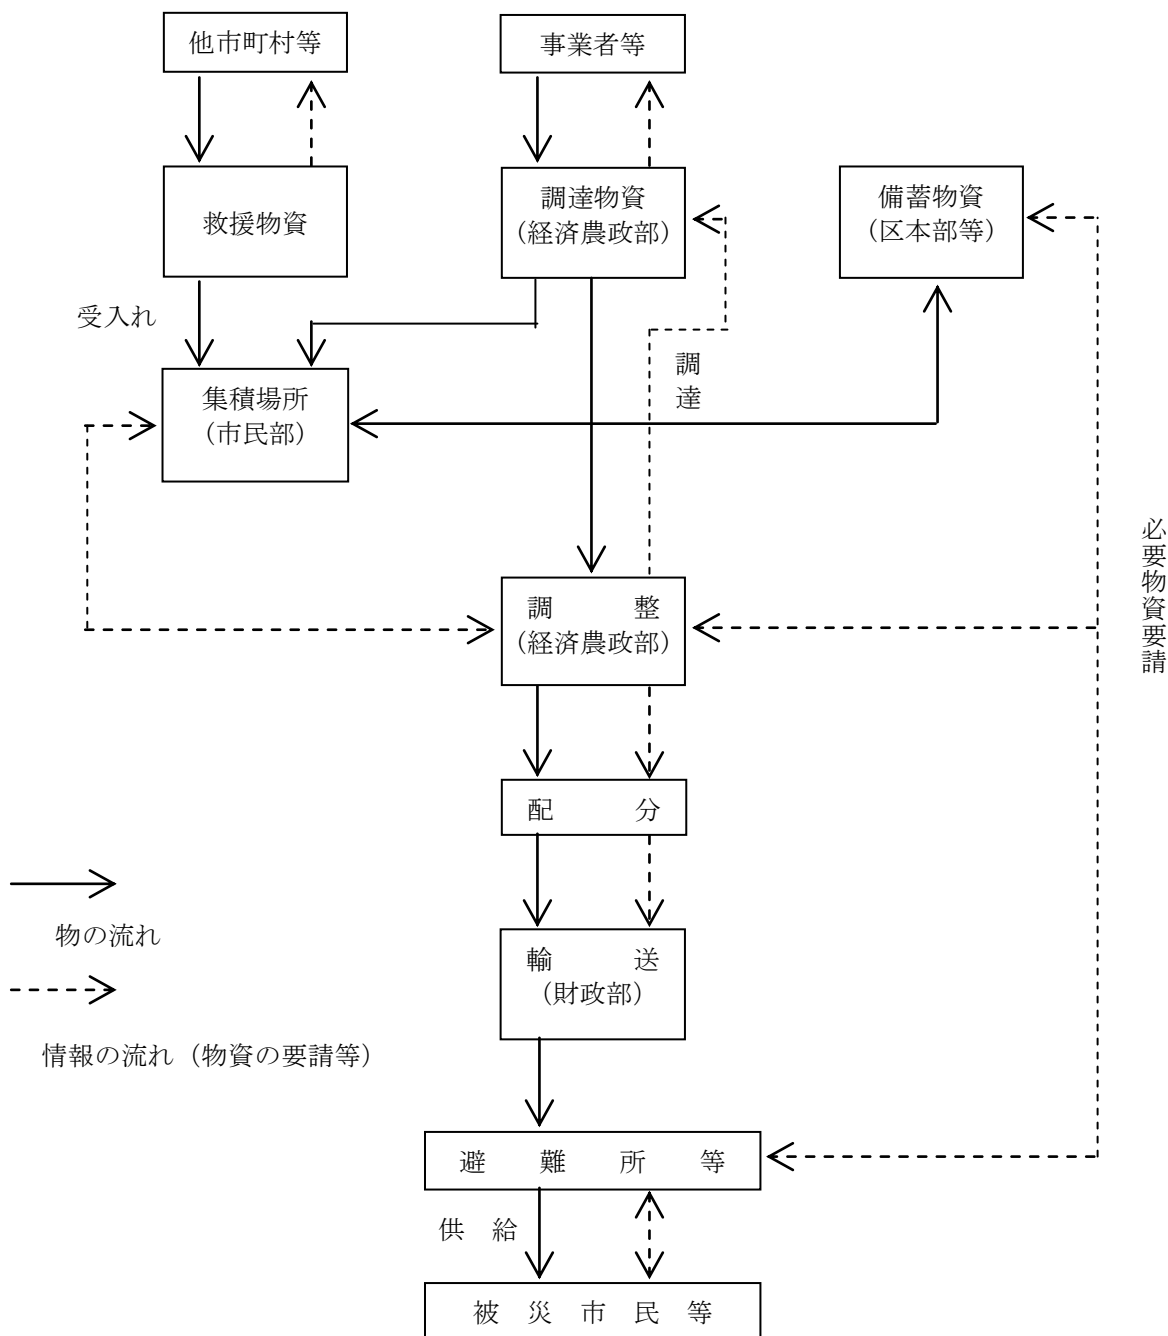 他市町村等
事業者等
救援物資
調達物資
（経済農政部）
備蓄物資
（区本部等）
受入れ
調
達
集積場所
（市民部）
必要物資要請
調　　　整
（経済農政部）
配　　　分
物の流れ
輸　　　送
（財政部）
情報の流れ（物資の要請等）
避　難　所　等
供　給
被　災　市　民　等